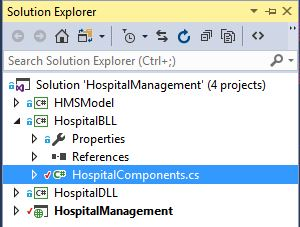 Solution Explorer
Search Solution Explorer (Ctrl+;)
Solution 'HospitalManagement' (4 projects)
C# HMSModel
C# HospitalBLL
Properties
References
C# HospitalComponents.cs
C# HospitalDLL
HospitalManagement